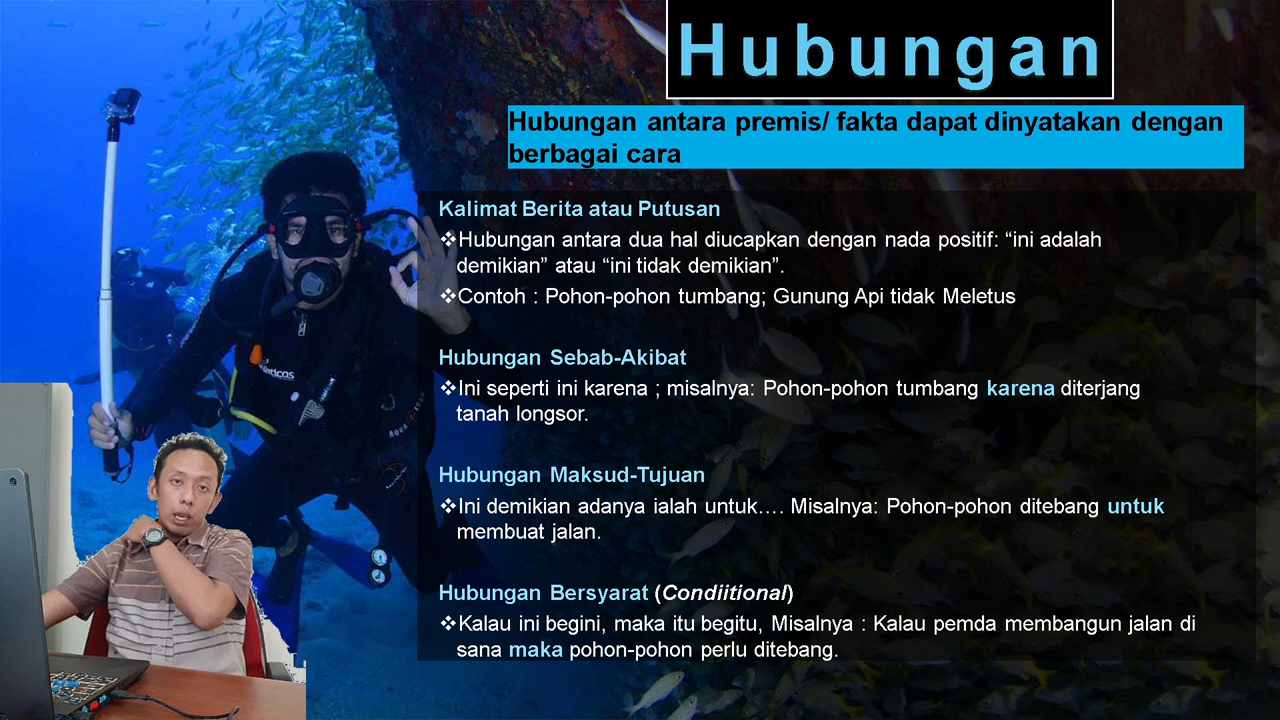 Hubungan
Hubungan antara premis/ fakta dapat dinyatakan dengan
berbagai cara
Kalimat Berita atau Putusan
❖Hubungan antara dua hal diucapkan dengan nada positif: “ini adalah
demikian” atau “ini tidak demikian”.
❖Contoh : Pohon-pohon tumbang; Gunung Api tidak Meletus
Hubungan Sebab-Akibat
❖Ini seperti ini karena ; misalnya: Pohon-pohon tumbang karena diterjang
tanah longsor.
Hubungan Maksud-Tujuan
❖Ini demikian adanya ialah untuk…. Misalnya: Pohon-pohon ditebang untuk
membuat jalan.
Hubungan Bersyarat (Condiitional)
❖Kalau ini begini, maka itu begitu, Misalnya : Kalau pemda membangun jalan di
sana maka pohon-pohon perlu ditebang.